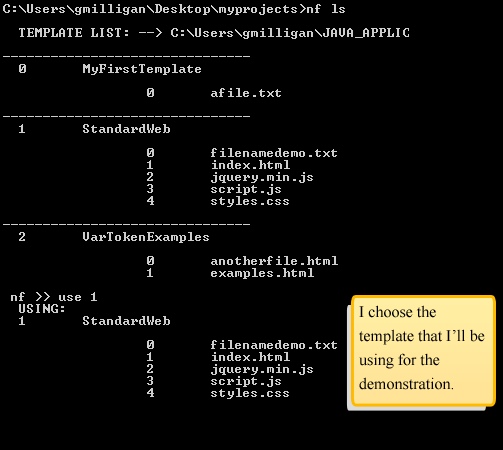 C:\Users\gmilligan\Desktop\myprojects>nf ls
TEMPLATE LIST: --> C:\Users\gmilligan\JAVA_APPLIC
-------------------------------
0 MyFirstTemplate
0 afile.txt
-------------------------------
1 StandardWeb
0 filenamedemo.txt
1 index.html
2 jquery.min.js
3 script.js
4 styles.css
-------------------------------
2 VarTokenExamples
0 anotherfile.html
1 examples.html
nf >> use 1
USING:
1 StandardWeb
0 filenamedemo.txt
1 index.html
2 jquery.min.js
3 script.js
4 styles.css
I choose the
template that I’ll be
using for the
demonstration.